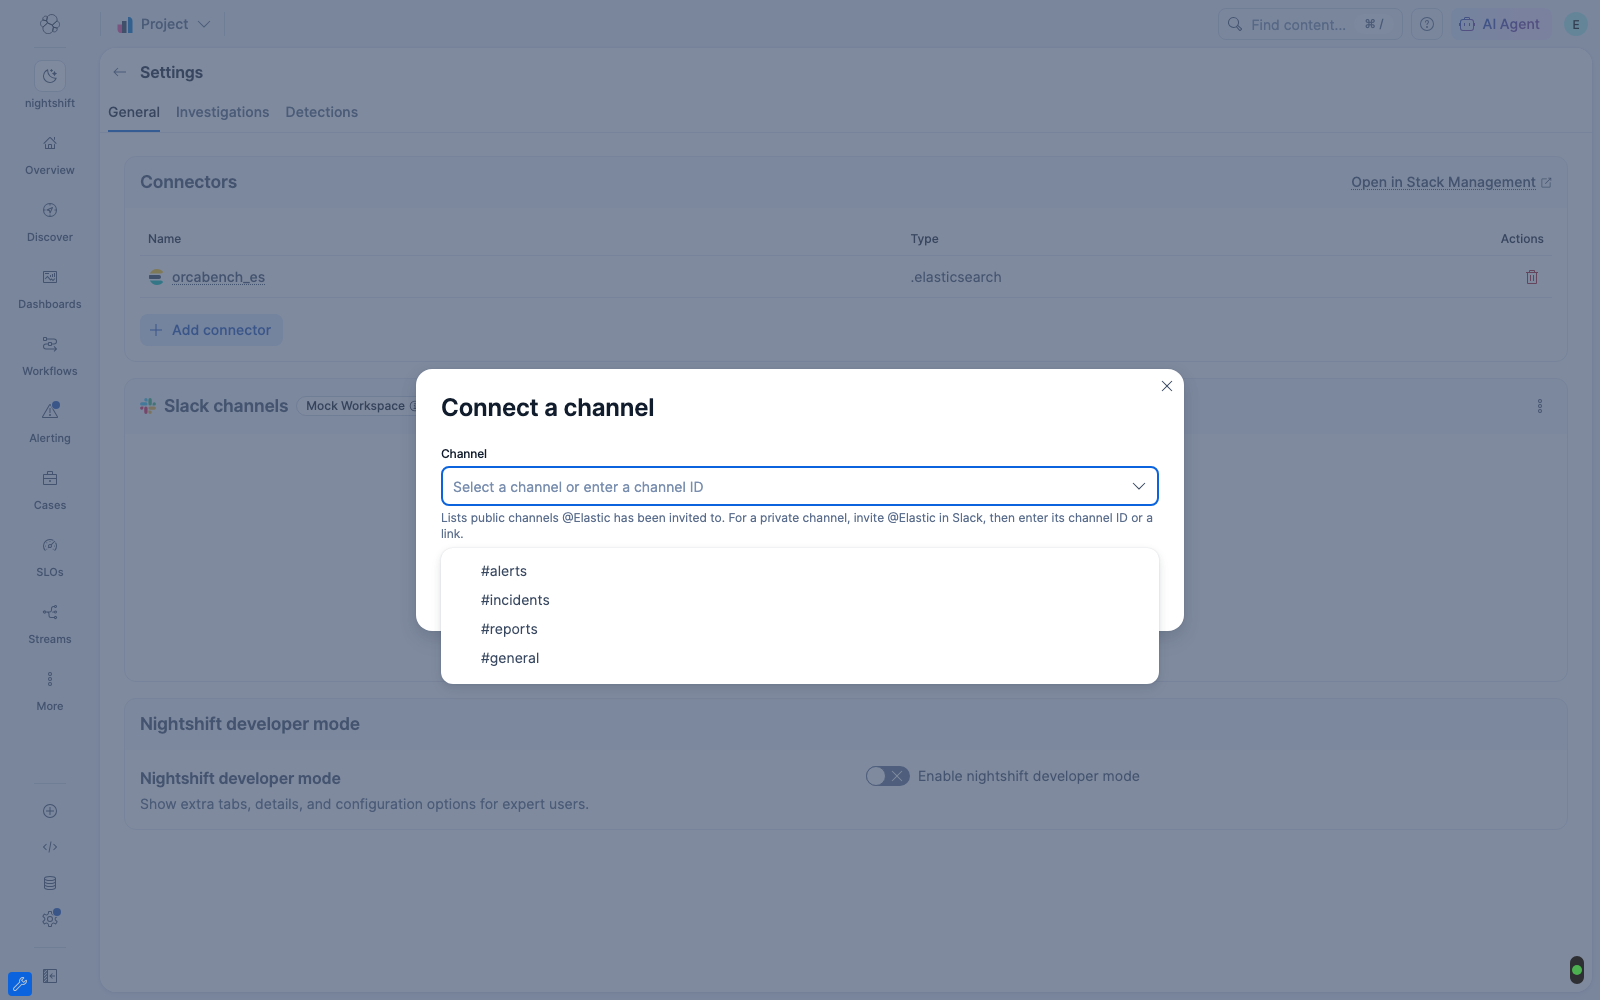 Project
Find content...
⌘ /
AI Agent
E
nightshift
Overview
Discover
Dashboards
Workflows
Alerting
Cases
SLOs
Streams
More
Settings
General
Investigations
Detections
Connectors
Open in Stack Management
Name
Type
Actions
orcabench_es
.elasticsearch
Add connector
Slack channels
Mock Workspace
Connect a channel
Channel
Select a channel or enter a channel ID
Lists public channels @Elastic has been invited to. For a private channel, invite @Elastic in Slack, then enter its channel ID or a
link.
#alerts
#incidents
#reports
#general
Nightshift developer mode
Nightshift developer mode
Show extra tabs, details, and configuration options for expert users.
Enable nightshift developer mode